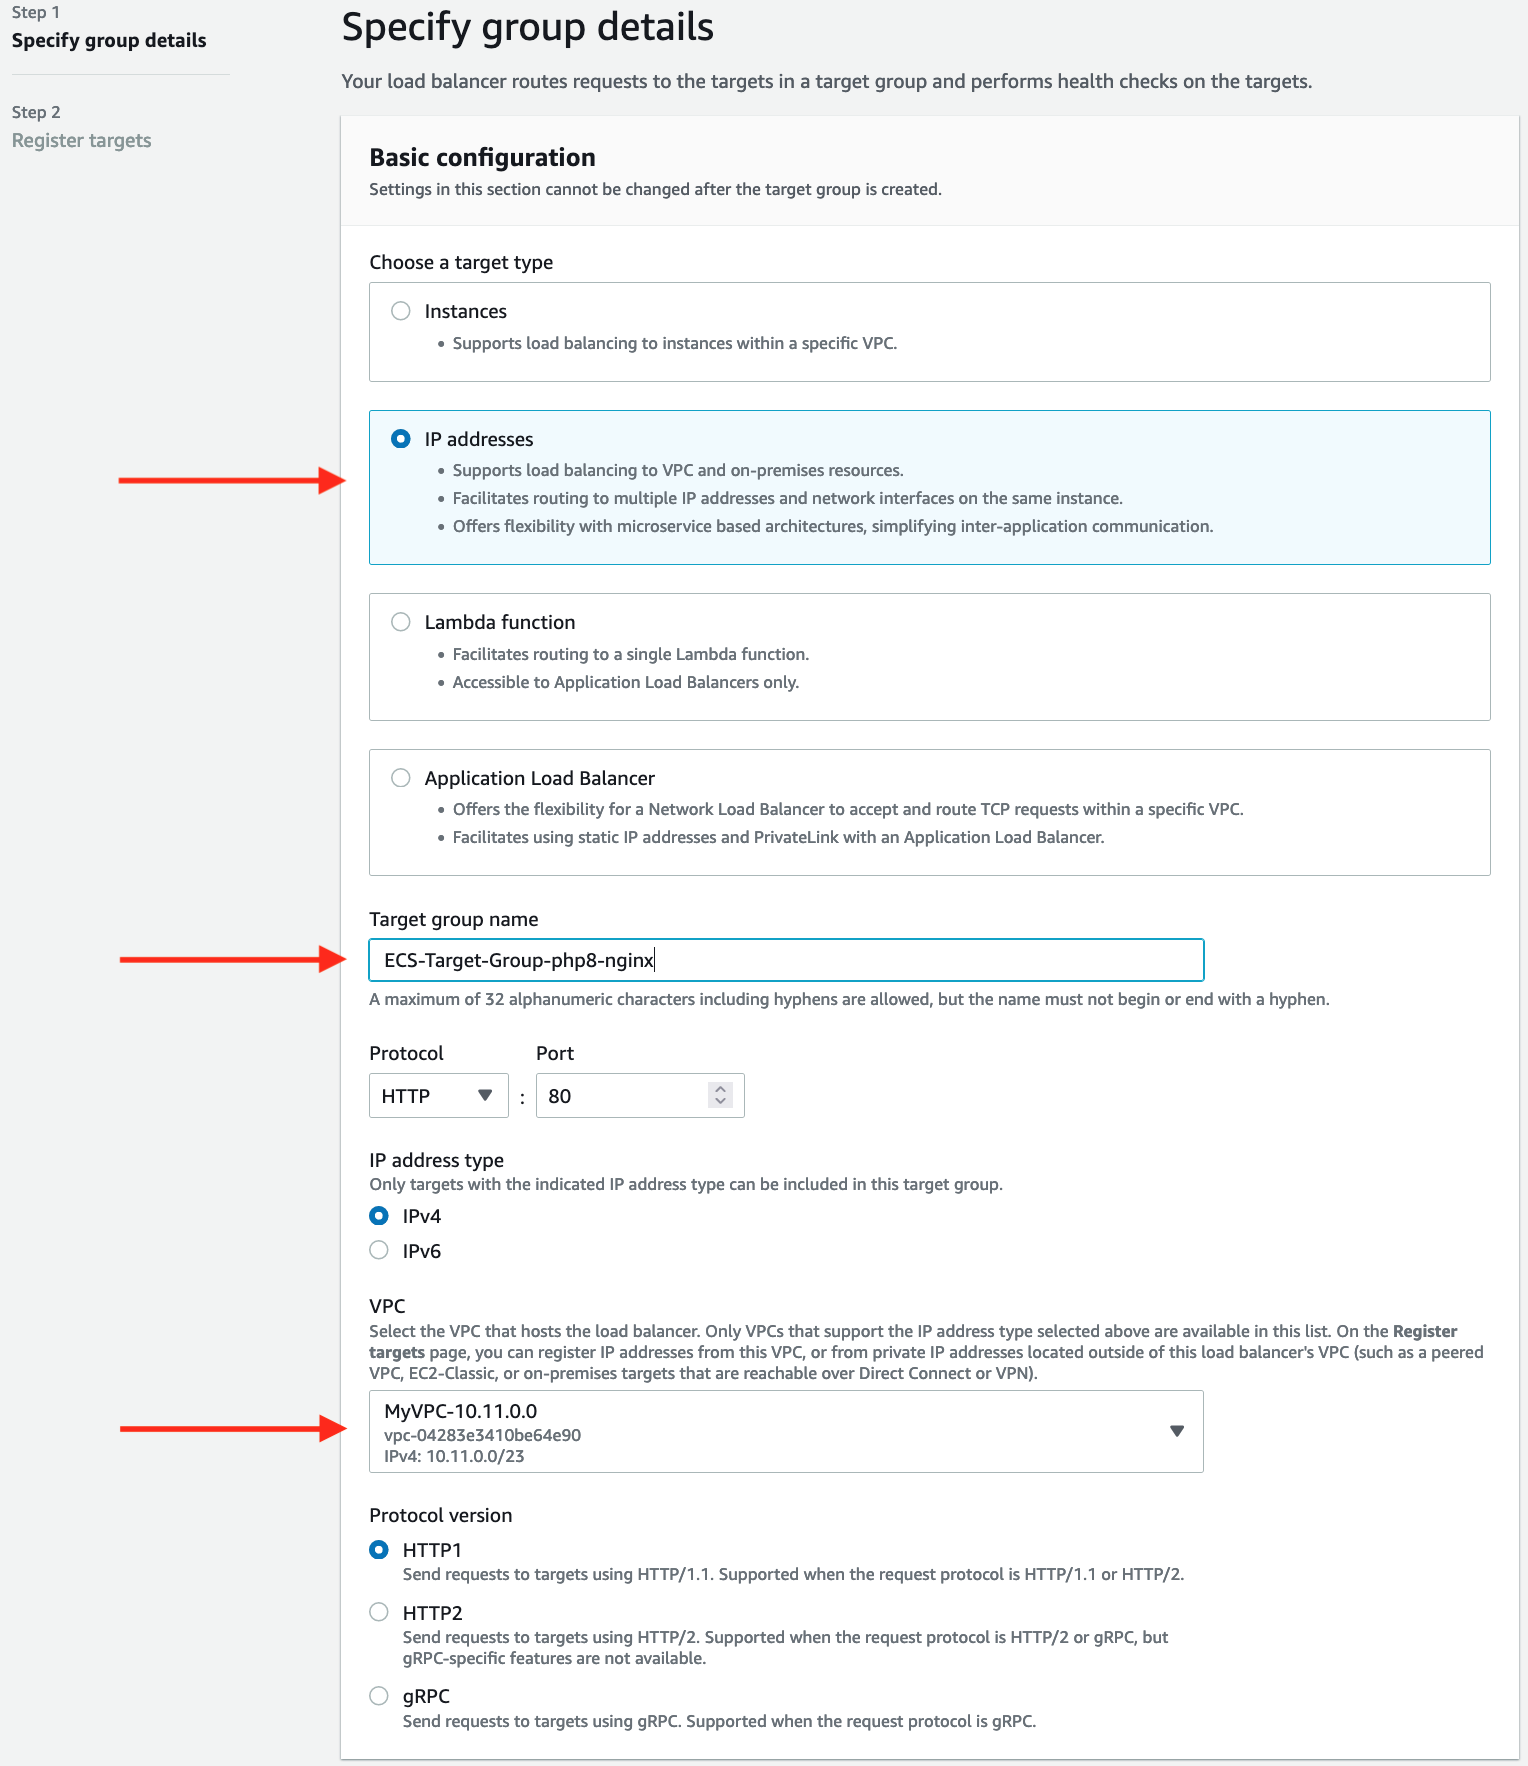 Step 1
Specify group details
Step 2
Register targets
Specify group details
Your load balancer routes requests to the targets in a target group and performs health checks on the targets.
Basic configuration
Settings in this section cannot be changed after the target group is created.
Choose a target type
Instances
• Supports load balancing to instances within a specific VPC.
IP addresses
• Supports load balancing to VPC and on-premises resources.
• Facilitates routing to multiple IP addresses and network interfaces on the same instance.
• Offers flexibility with microservice based architectures, simplifying inter-application communication.
Lambda function
• Facilitates routing to a single Lambda function.
• Accessible to Application Load Balancers only.
Application Load Balancer
• Offers the flexibility for a Network Load Balancer to accept and route TCP requests within a specific VPC.
• Facilitates using static IP addresses and PrivateLink with an Application Load Balancer.
Target group name
ECS-Target-Group-php8-nginx
A maximum of 32 alphanumeric characters including hyphens are allowed, but the name must not begin or end with a hyphen.
Protocol Port
HTTP : 80
IP address type
Only targets with the indicated IP address type can be included in this target group.
IPv4
IPv6
VPC
Select the VPC that hosts the load balancer. Only VPCs that support the IP address type selected above are available in this list. On the Register
targets page, you can register IP addresses from this VPC, or from private IP addresses located outside of this load balancer's VPC (such as a peered
VPC, EC2-Classic, or on-premises targets that are reachable over Direct Connect or VPN).
MyVPC-10.11.0.0
vpc-04283e3410be64e90
IPv4: 10.11.0.0/23
Protocol version
HTTP1
Send requests to targets using HTTP/1.1. Supported when the request protocol is HTTP/1.1 or HTTP/2.
HTTP2
Send requests to targets using HTTP/2. Supported when the request protocol is HTTP/2 or gRPC, but
gRPC-specific features are not available.
gRPC
Send requests to targets using gRPC. Supported when the request protocol is gRPC.